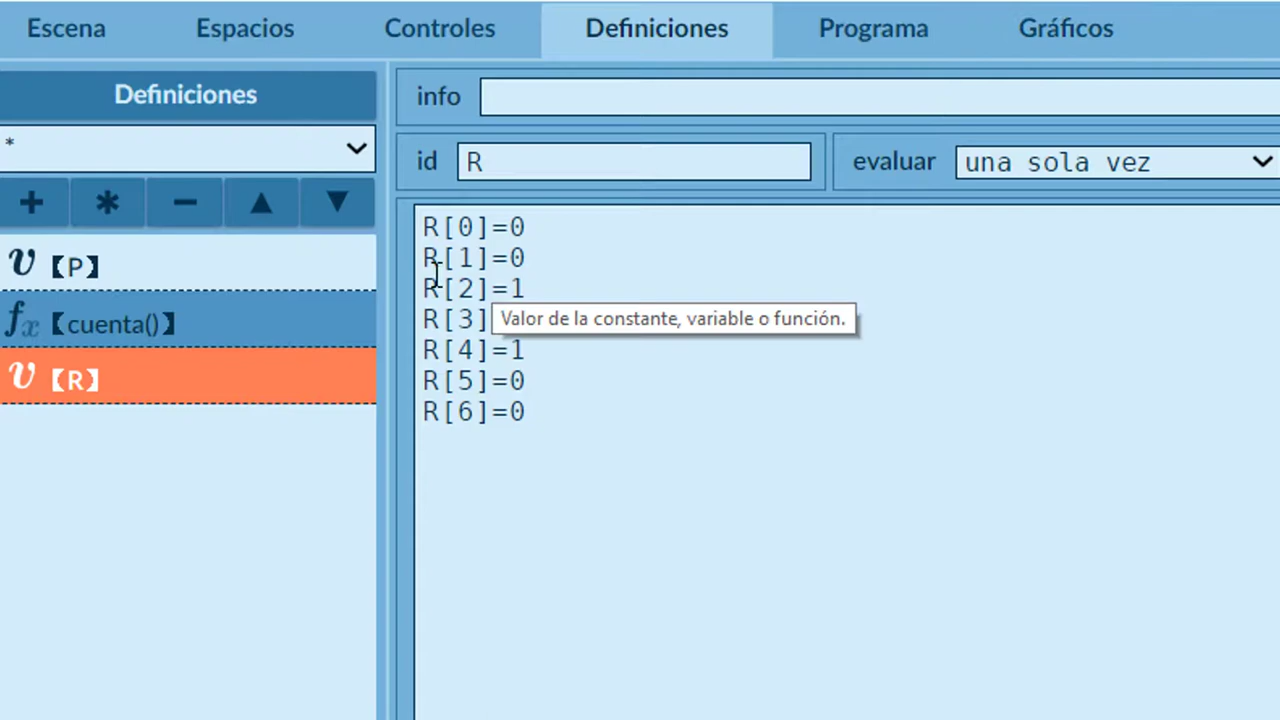 Escena Espacios Controles Definiciones Programa Gráficos
Definiciones
info
*
id R evaluar una sola vez
R[0]=0
R[1]=0
R[2]=1
R[3]
Valor de la constante, variable o función.
R[4]=1
R[5]=0
R[6]=0
v【P】
fx【cuenta()】
v【R】